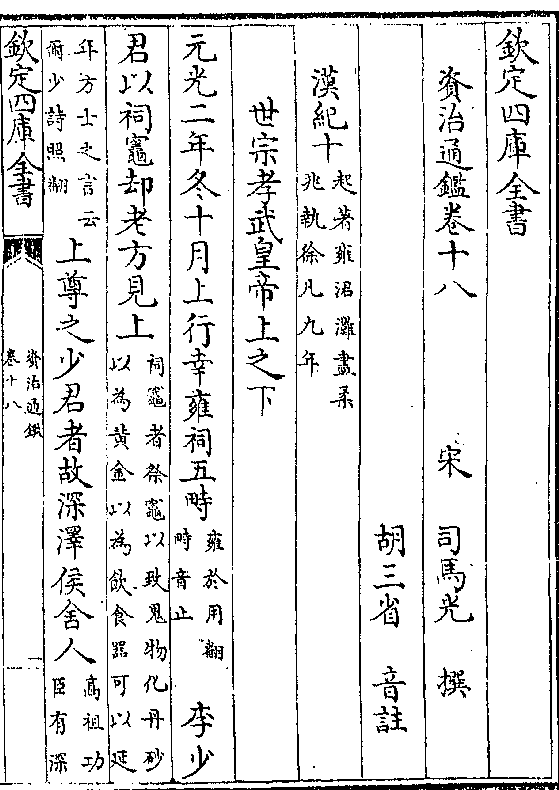 欽定四庫全書
資治通鑑卷十八
宋 司馬光 撰
胡三省 音註
漢紀十 起著雍涒灘盡柔
兆執徐凡九年
世宗孝武皇帝上之下
元光二年冬十月上行幸雍祠五畤 雍於用翻
畤音止 李少
君以祠竈却老方見上 祠竈者祭竈以致鬼物化丹砂
以為黄金以為飲食器可以延
年方士之言云
爾少詩照翻 上尊之少君者故深澤侯舍人 高祖功
臣有深
欽定四庫全書
資治通鑑
卷十八
一